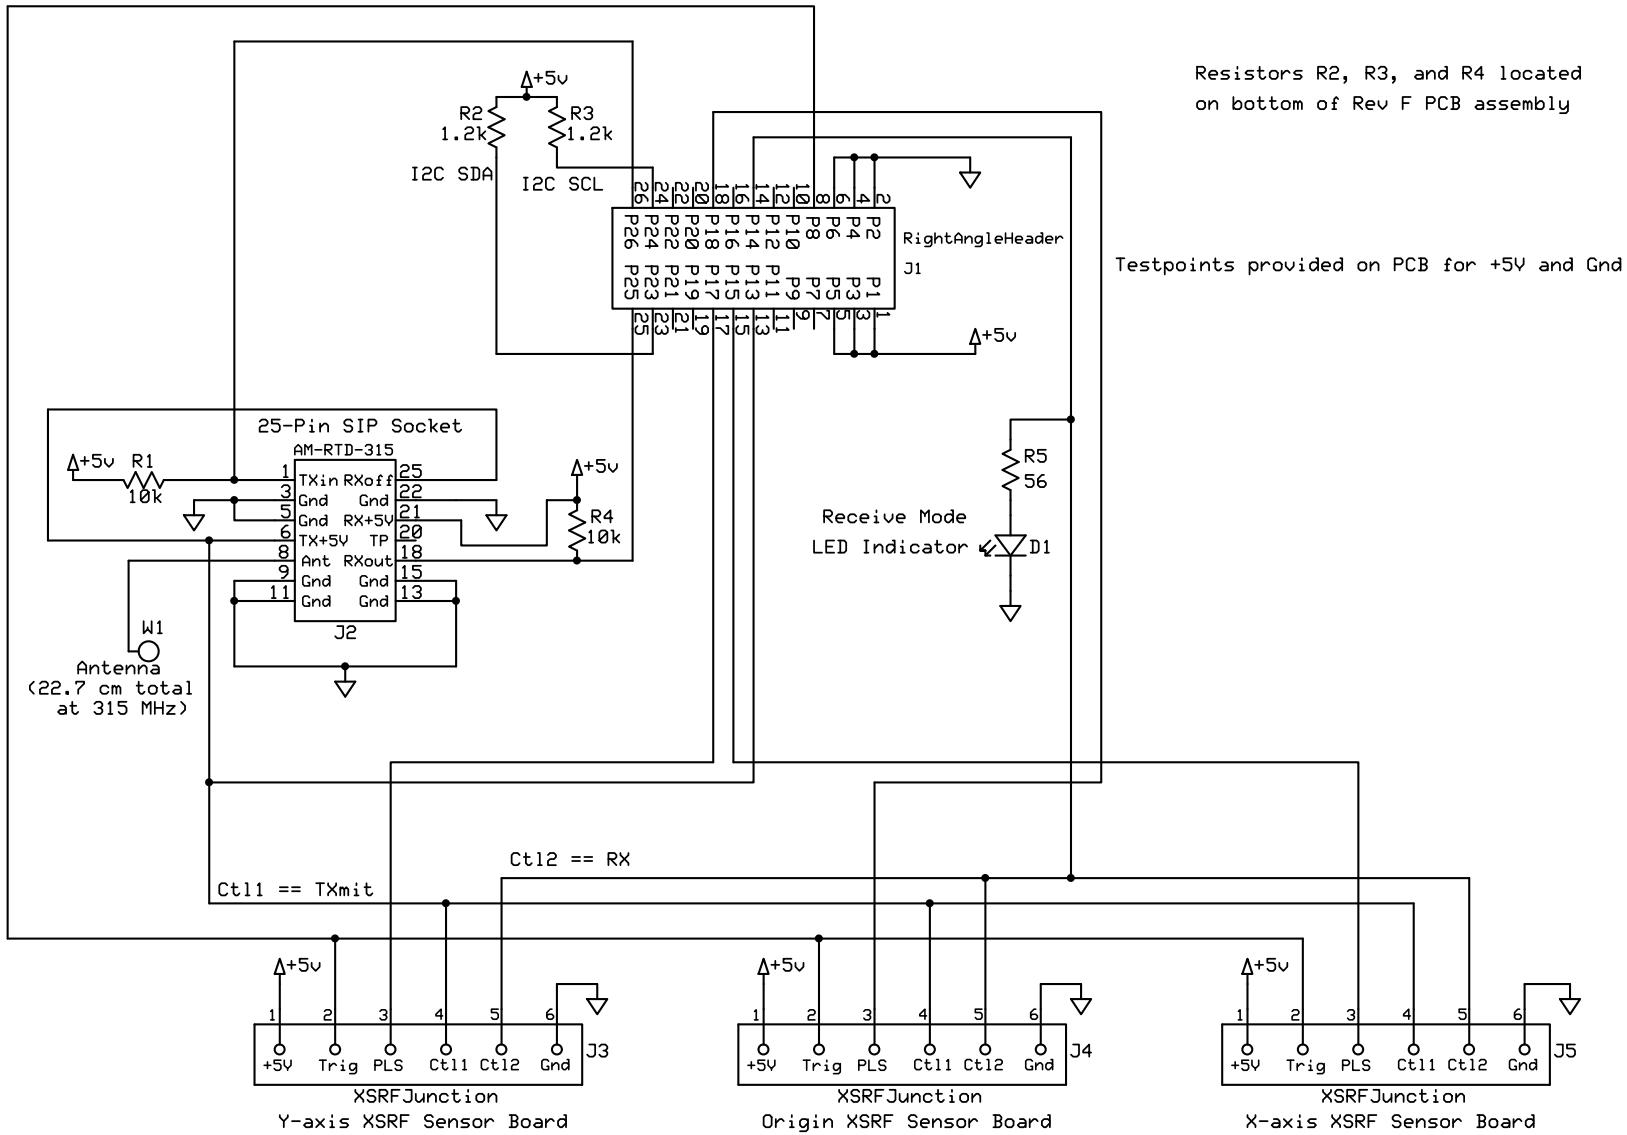 Resistors R2, R3, and R4 located
on bottom of Rev F PCB assembly
+5v
R2
1.2k
R3
1.2k
I2C SDA
I2C SCL
26 24 22 20 18 16 14 12 10 8 6 4 2
P26 P24 P22 P20 P18 P16 P14 P12 P10 P8 P6 P4 P2
RightAngleHeader
J1
P25 P23 P21 P19 P17 P15 P13 P11 P9 P7 P5 P3 P1
25 23 21 19 17 15 13 11 9 7 5 3 1
+5v
Testpoints provided on PCB for +5V and Gnd
25-Pin SIP Socket
AM-RTD-315
+5v
R1
10k
1 TXin RXoff 25
3 Gnd Gnd 22
5 Gnd RX+5V 21
6 TX+5V TP 20
8 Ant RXout 18
9 Gnd Gnd 15
11 Gnd Gnd 13
J2
+5v
R4
10k
R5
56
Receive Mode
LED Indicator
D1
W1
Antenna
(22.7 cm total
at 315 MHz)
Ctl2 == RX
Ctl1 == TXmit
+5v
1 2 3 4 5 6
+5V Trig PLS Ctl1 Ctl2 Gnd
J3
XSRFJunction
Y-axis XSRF Sensor Board
+5v
1 2 3 4 5 6
+5V Trig PLS Ctl1 Ctl2 Gnd
J4
XSRFJunction
Origin XSRF Sensor Board
+5v
1 2 3 4 5 6
+5V Trig PLS Ctl1 Ctl2 Gnd
J5
XSRFJunction
X-axis XSRF Sensor Board